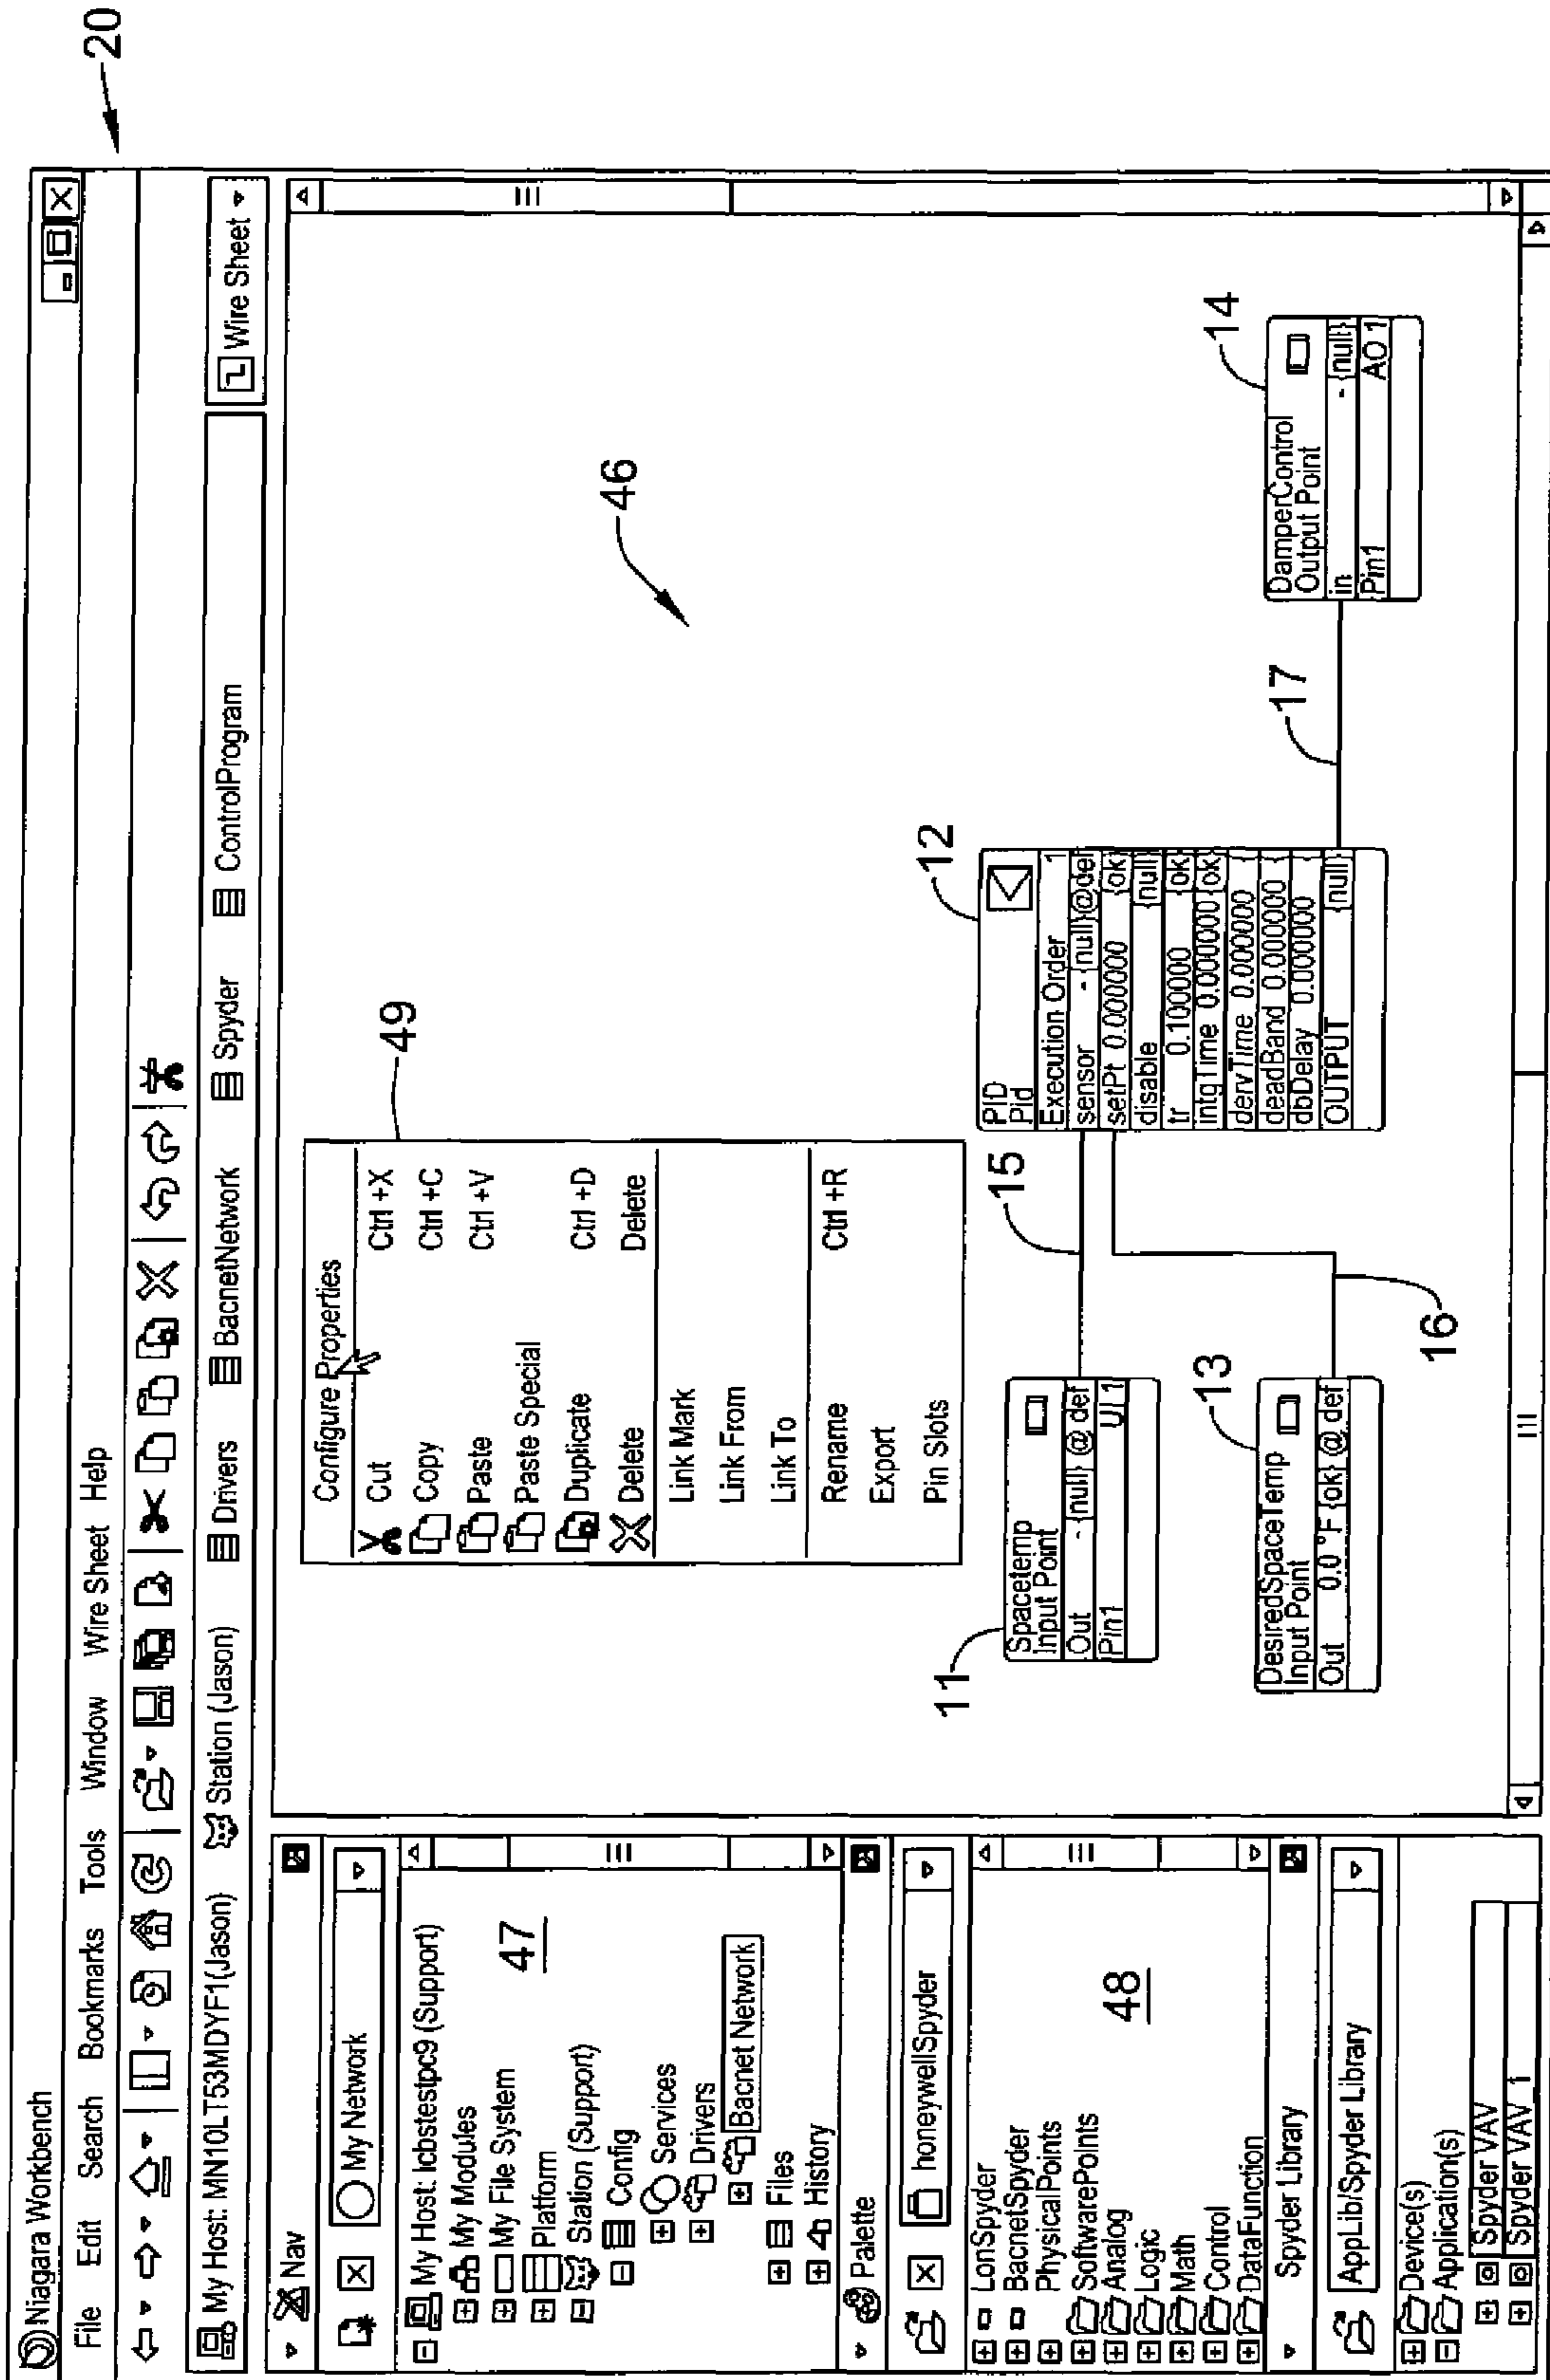 Niagara Workbench
File Edit Search Bookmarks Tools Window Wire Sheet Help
20
My Host: MN10LT53MDYF1(Jason) Station (Jason) Drivers BacnetNetwork Spyder ControlProgram Wire Sheet
Nav
My Network
My Host: lcbstestpc9 (Support)
My Modules
My File System
Platform
Station (Support)
Config
Services
Drivers
Bacnet Network
Files
History
47
Palette
honeywellSpyder
LonSpyder
BacnetSpyder
PhysicalPoints
SoftwarePoints
Analog
Logic
Math
Control
DataFunction
48
Spyder Library
AppLib/Spyder Library
Device(s)
Application(s)
Spyder VAV
Spyder VAV 1
Configure Properties
Cut Ctrl +X
Copy Ctrl +C
Paste Ctrl +V
Paste Special
Duplicate Ctrl +D
Delete Delete
Link Mark
Link From
Link To
Rename Ctrl +R
Export
Pin Slots
49
46
11
Spacetemp
Input Point
Out - {null} @ def
Pin1 UI 1
15
13
DesiredSpaceTemp
Input Point
Out 0.0 °F {ok} @ def
16
12
PID
Pid
Execution Order 1
sensor - {null}@def
setPt 0.000000 {ok
disable {null}
tr 0.100000 {ok
intgTime 0.000000 {ok
dervTime 0.000000
deadBand 0.000000 {
dbDelay 0.000000
OUTPUT {null}
17
14
DamperControl
Output Point
in - {null}
Pin1 AO 1